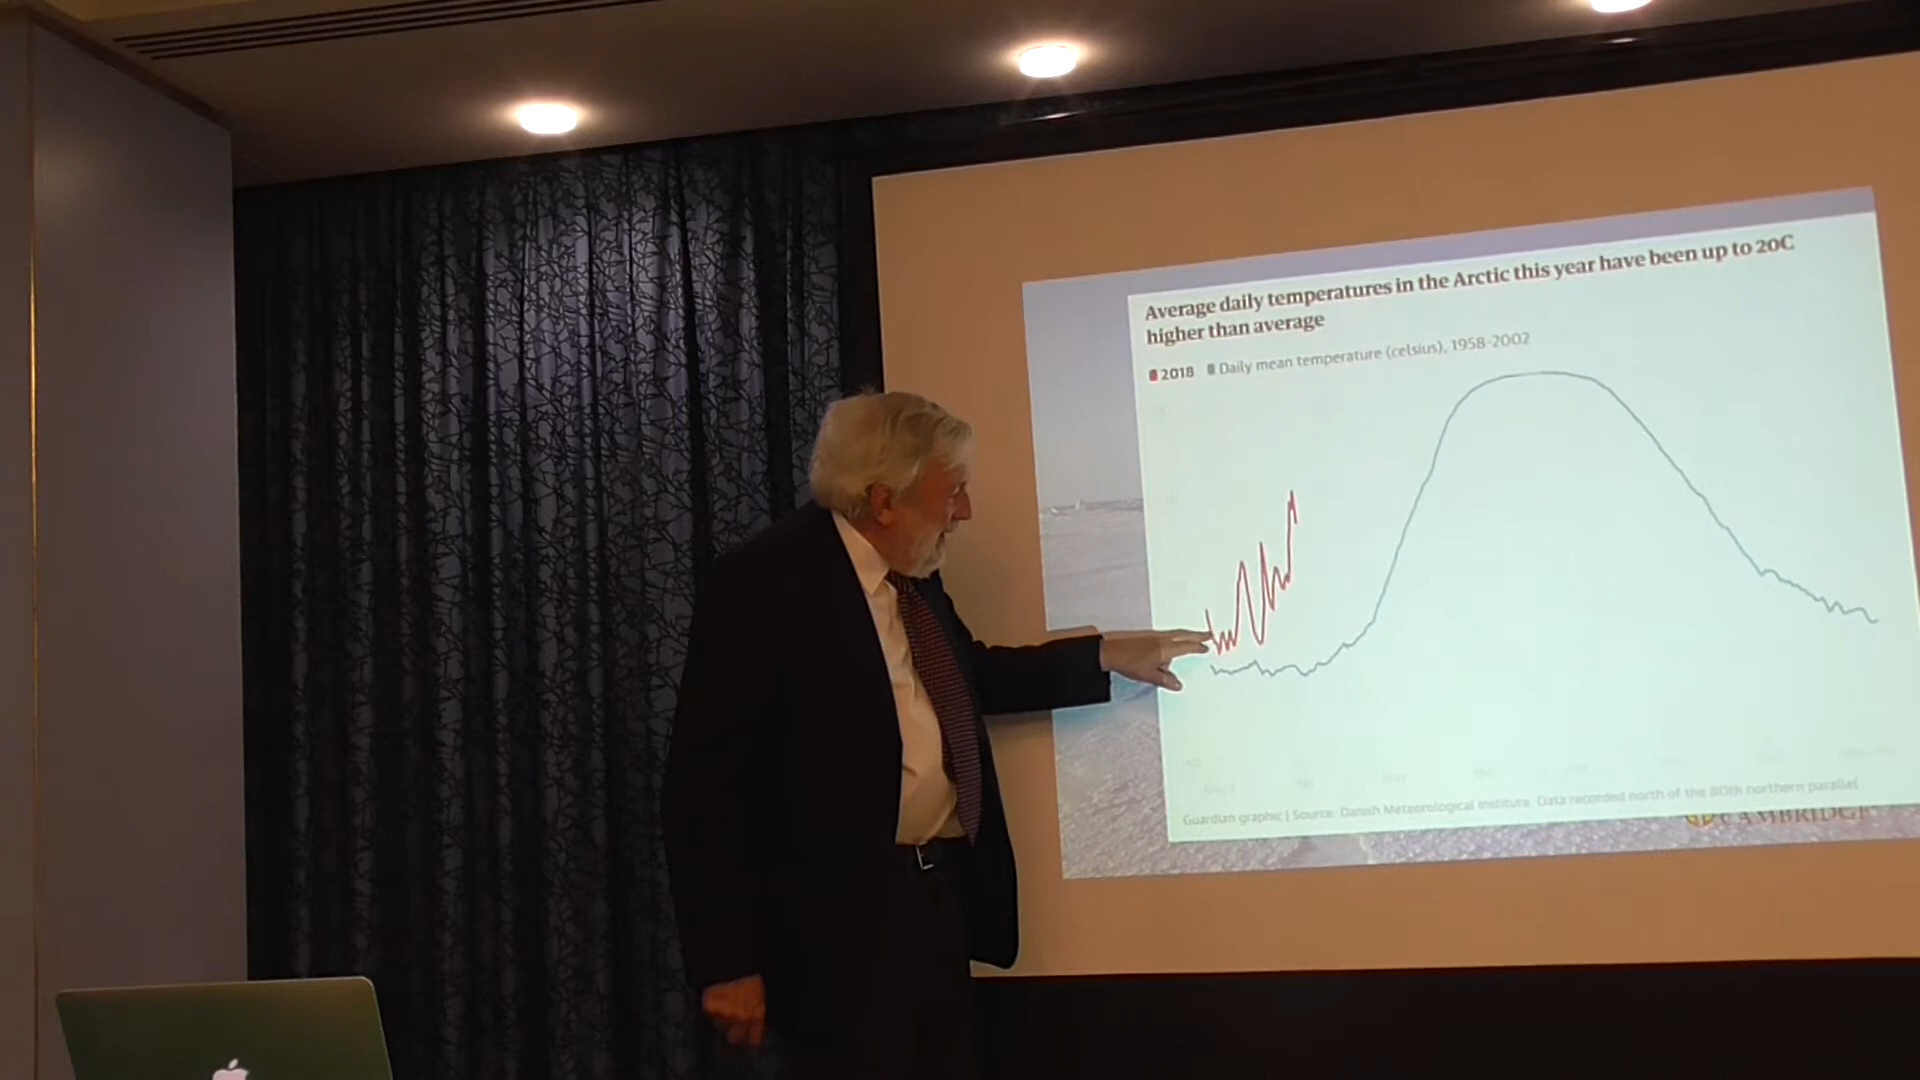 Average daily temperatures in the Arctic this year have been up to 20C
higher than average
2018 Daily mean temperature (celsius), 1958-2002
Guardian graphic | Source: Danish Meteorological Institute. Data recorded north of the 80th northern parallel
CAMBRIDGE